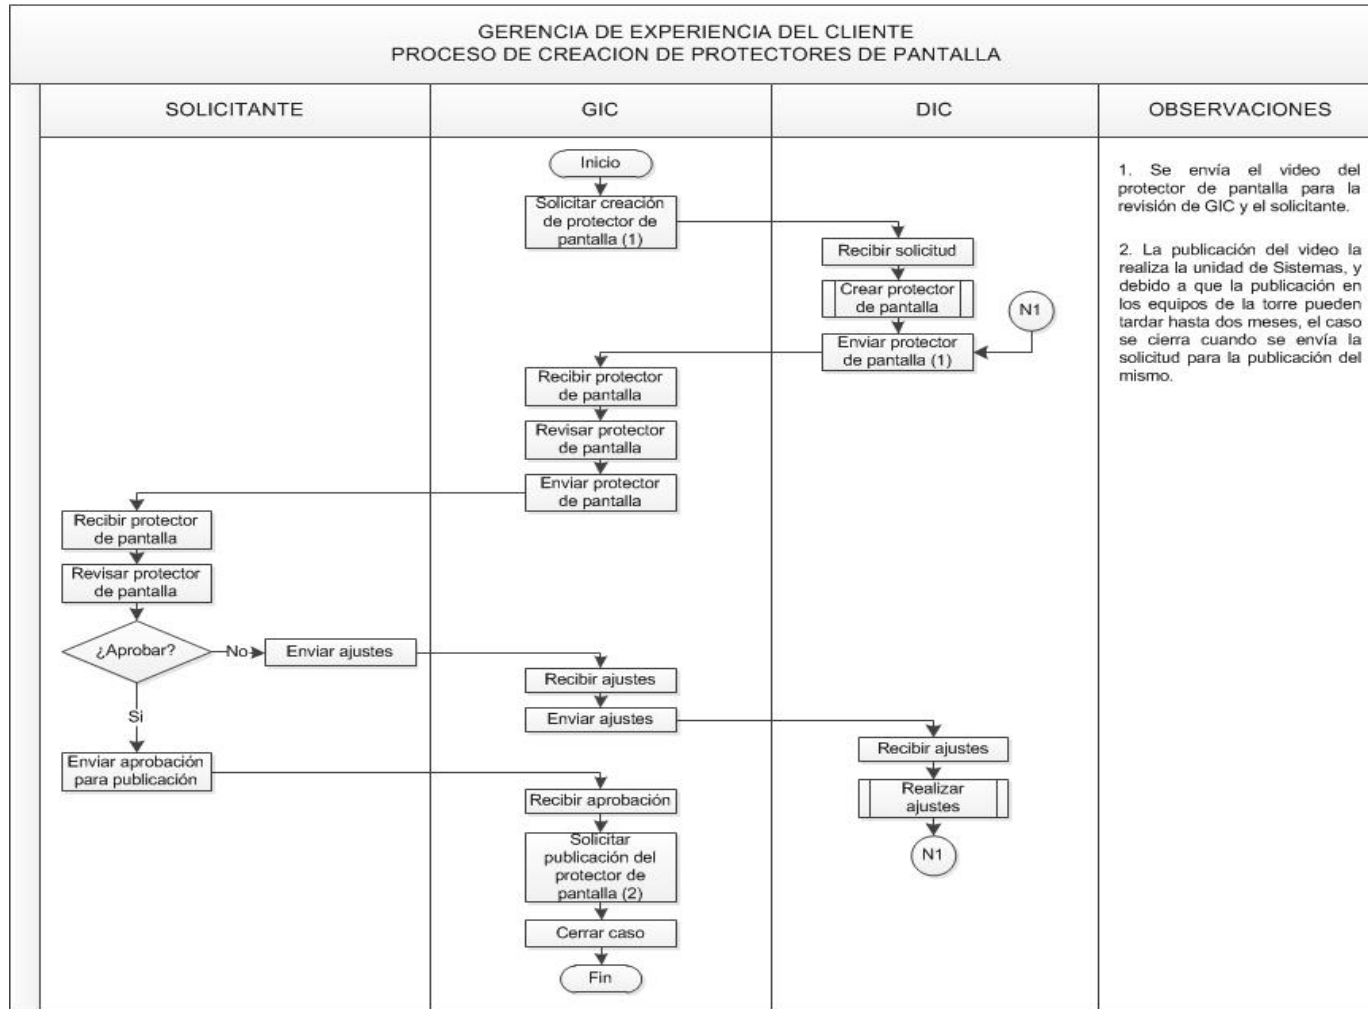 GERENCIA DE EXPERIENCIA DEL CLIENTE
PROCESO DE CREACION DE PROTECTORES DE PANTALLA
SOLICITANTE
GIC
DIC
OBSERVACIONES
Inicio
Solicitar creación
de protector de
pantalla (1)
Recibir solicitud
Crear protector
de pantalla
N1
Enviar protector
de pantalla (1)
Recibir protector
de pantalla
Revisar protector
de pantalla
Enviar protector
de pantalla
Recibir protector
de pantalla
Revisar protector
de pantalla
¿Aprobar?
No
Enviar ajustes
Recibir ajustes
Enviar ajustes
Si
Recibir ajustes
Enviar aprobación
para publicación
Realizar
ajustes
Recibir aprobación
N1
Solicitar
publicación del
protector de
pantalla (2)
Cerrar caso
Fin
1. Se envía el video del
protector de pantalla para la
revisión de GIC y el solicitante.
2. La publicación del video la
realiza la unidad de Sistemas, y
debido a que la publicación en
los equipos de la torre pueden
tardar hasta dos meses, el caso
se cierra cuando se envía la
solicitud para la publicación del
mismo.